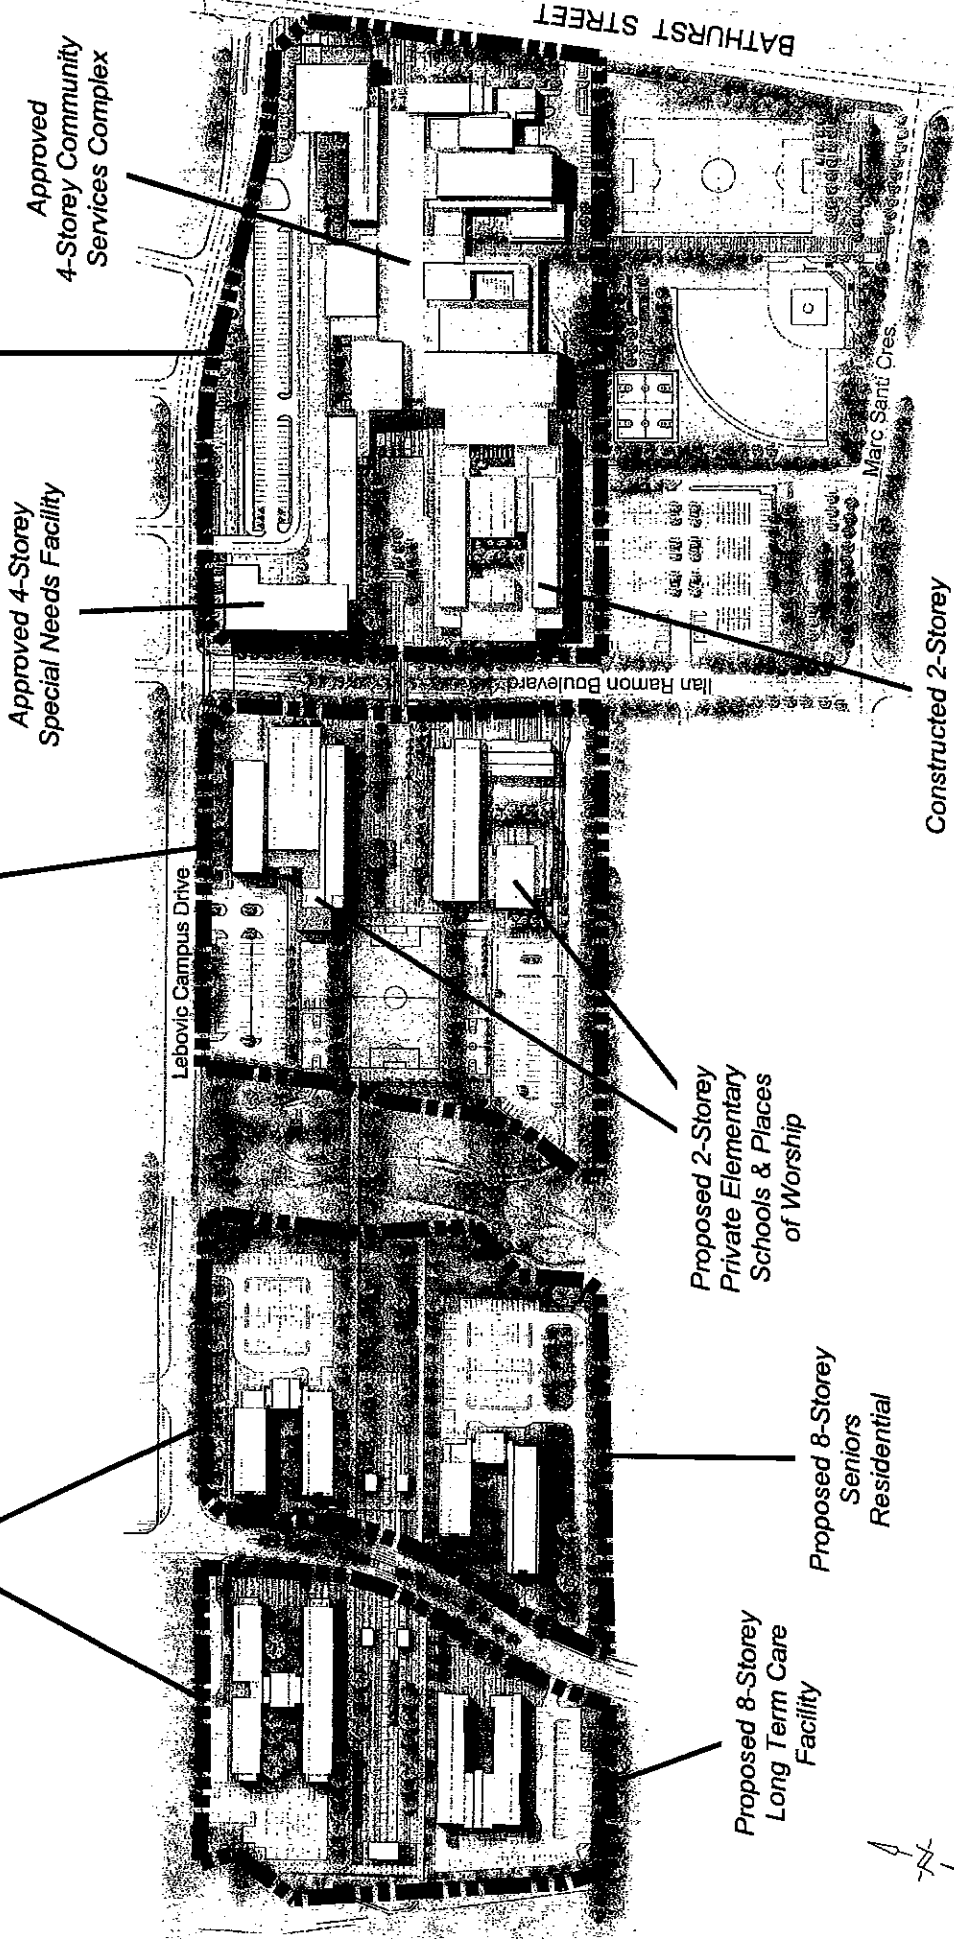 BATHURST STREET
Approved
4-Storey Community
Services Complex
Approved 4-Storey
Special Needs Facility
Lebovic Campus Drive
Ilan Ramon Boulevard
Marc Santi Cres.
C
Constructed 2-Storey
Proposed 2-Storey
Private Elementary
Schools & Places
of Worship
Proposed 8-Storey
Seniors
Residential
Proposed 8-Storey
Long Term Care
Facility